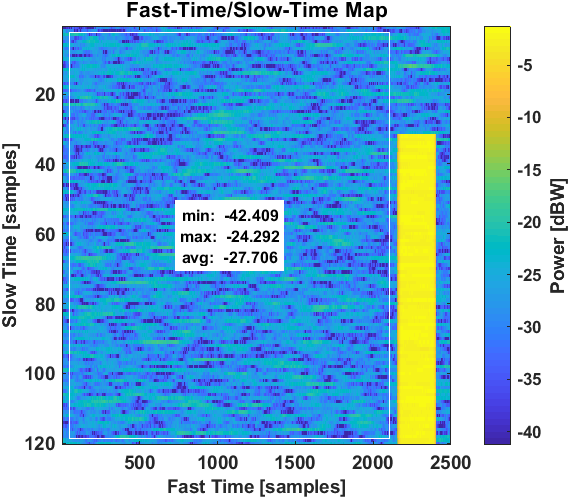 Fast-Time/Slow-Time Map
Slow Time [samples]
20
40
60
80
100
120
min: -42.409
max: -24.292
avg: -27.706
500
1000
1500
2000
2500
Fast Time [samples]
-5
-10
-15
-20
-25
-30
-35
-40
Power [dBW]